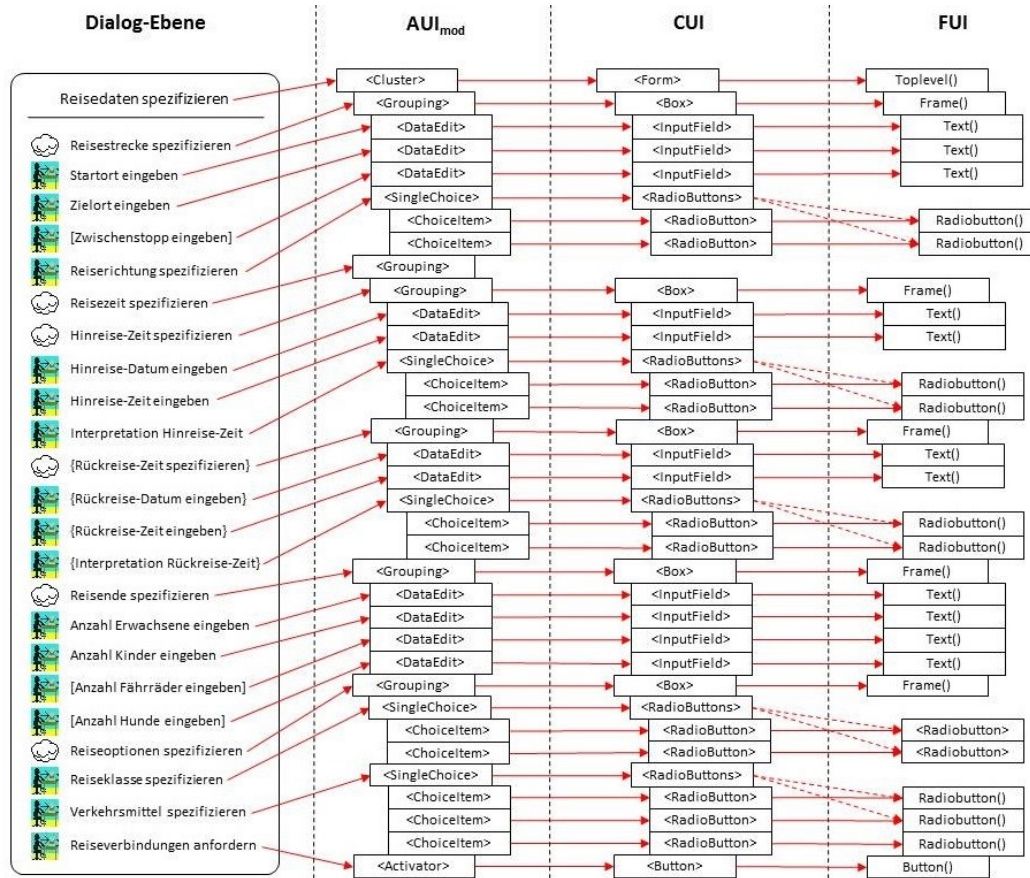 Dialog-Ebene AUImod CUI FUI
Reisedaten spezifizieren
Reisestrecke spezifizieren
Startort eingeben
Zielort eingeben
[Zwischenstopp eingeben]
Reiserichtung spezifizieren
Reisezeit spezifizieren
Hinreise-Zeit spezifizieren
Hinreise-Datum eingeben
Hinreise-Zeit eingeben
Interpretation Hinreise-Zeit
{Rückreise-Zeit spezifizieren}
{Rückreise-Datum eingeben}
{Rückreise-Zeit eingeben}
{Interpretation Rückreise-Zeit}
Reisende spezifizieren
Anzahl Erwachsene eingeben
Anzahl Kinder eingeben
[Anzahl Fährräder eingeben]
[Anzahl Hunde eingeben]
Reiseoptionen spezifizieren
Reiseklasse spezifizieren
Verkehrsmittel spezifizieren
Reiseverbindungen anfordern
<Cluster> <Form> Toplevel()
<Grouping> <Box> Frame()
<DataEdit> <InputField> Text()
<DataEdit> <InputField> Text()
<DataEdit> <InputField> Text()
<SingleChoice> <RadioButtons>
<ChoiceItem> <RadioButton> Radiobutton()
<ChoiceItem> <RadioButton> Radiobutton()
<Grouping>
<Grouping> <Box> Frame()
<DataEdit> <InputField> Text()
<DataEdit> <InputField> Text()
<SingleChoice> <RadioButtons>
<ChoiceItem> <RadioButton> Radiobutton()
<ChoiceItem> <RadioButton> Radiobutton()
<Grouping> <Box> Frame()
<DataEdit> <InputField> Text()
<DataEdit> <InputField> Text()
<SingleChoice> <RadioButtons>
<ChoiceItem> <RadioButton> Radiobutton()
<ChoiceItem> <RadioButton> Radiobutton()
<Grouping> <Box> Frame()
<DataEdit> <InputField> Text()
<DataEdit> <InputField> Text()
<DataEdit> <InputField> Text()
<DataEdit> <InputField> Text()
<Grouping> <Box> Frame()
<SingleChoice> <RadioButtons>
<ChoiceItem> <RadioButton> <Radiobutton>
<ChoiceItem> <RadioButton> <Radiobutton>
<SingleChoice> <RadioButtons>
<ChoiceItem> <RadioButton> Radiobutton()
<ChoiceItem> <RadioButton> Radiobutton()
<ChoiceItem> <RadioButton> Radiobutton()
<Activator> <Button> Button()